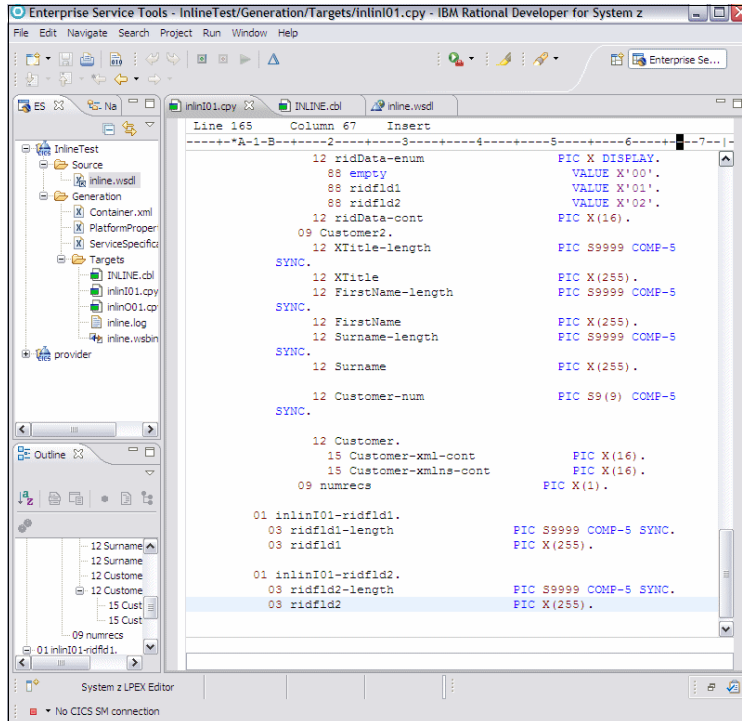 Enterprise Service Tools - InlineTest/Generation/Targets/inlinI01.cpy - IBM Rational Developer for System z
File Edit Navigate Search Project Run Window Help
Enterprise Se...
ES Na
inlinI01.cpy INLINE.cbl inline.wsdl
InlineTest
Source
inline.wsdl
Generation
Container.xml
PlatformProper
ServiceSpecifica
Targets
INLINE.cbl
inlinI01.cpy
inlinO01.cp
inline.log
inline.wsbin
provider
Line 165 Column 67 Insert
----+-*A-1-B--+----2----+----3----+----4----+----5----+----6----+- --7--|-
12 ridData-enum PIC X DISPLAY.
88 empty VALUE X'00'.
88 ridfld1 VALUE X'01'.
88 ridfld2 VALUE X'02'.
12 ridData-cont PIC X(16).
09 Customer2.
12 XTitle-length PIC S9999 COMP-5
SYNC.
12 XTitle PIC X(255).
12 FirstName-length PIC S9999 COMP-5
SYNC.
12 FirstName PIC X(255).
12 Surname-length PIC S9999 COMP-5
SYNC.
12 Surname PIC X(255).
12 Customer-num PIC S9(9) COMP-5
SYNC.
12 Customer.
15 Customer-xml-cont PIC X(16).
15 Customer-xmlns-cont PIC X(16).
09 numrecs PIC X(1).
01 inlinI01-ridfld1.
03 ridfld1-length PIC S9999 COMP-5 SYNC.
03 ridfld1 PIC X(255).
01 inlinI01-ridfld2.
03 ridfld2-length PIC S9999 COMP-5 SYNC.
03 ridfld2 PIC X(255).
Outline
12 Surname
12 Surname
12 Custome
12 Custome
15 Cust
15 Cust
09 numrecs
01 inlinI01-ridfld1.
System z LPEX Editor
No CICS SM connection